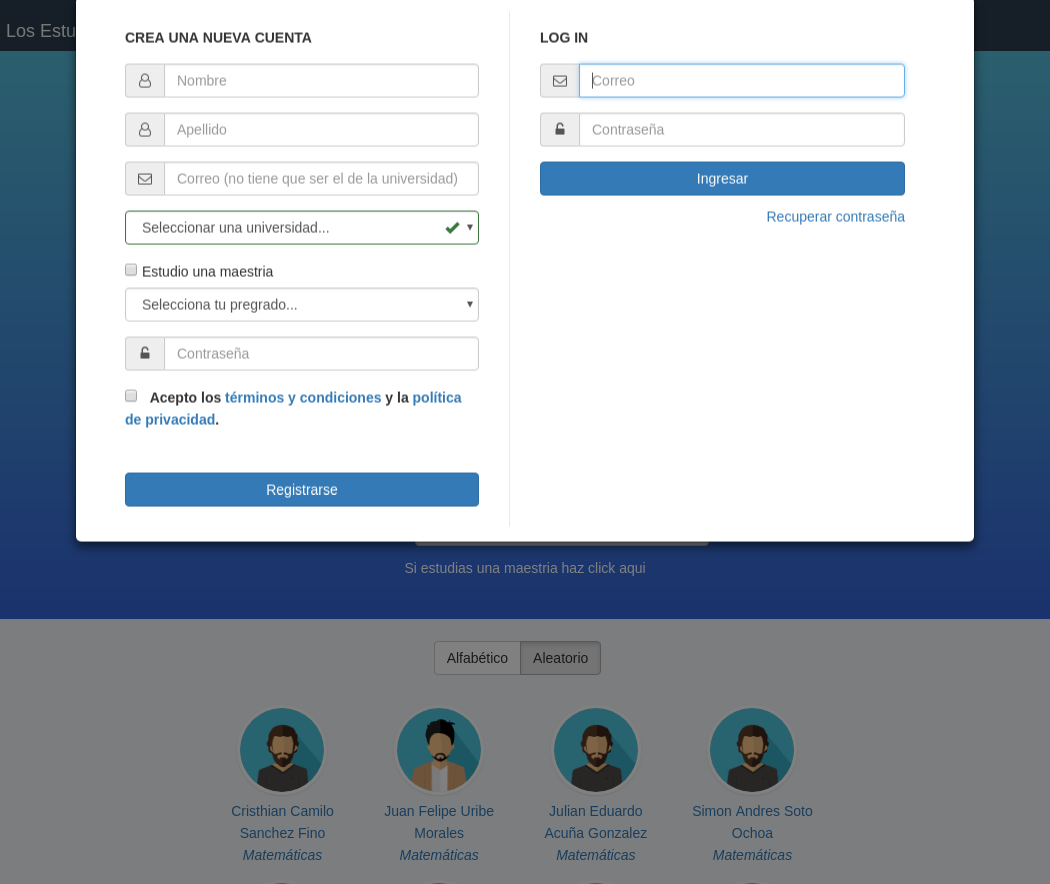 Los Estu
CREA UNA NUEVA CUENTA
Nombre
Apellido
Correo (no tiene que ser el de la universidad)
Seleccionar una universidad...
Estudio una maestria
Selecciona tu pregrado...
Contraseña
Acepto los términos y condiciones y la política
de privacidad.
Registrarse
LOG IN
Correo
Contraseña
Ingresar
Recuperar contraseña
Si estudias una maestria haz click aqui
Alfabético
Aleatorio
Cristhian Camilo
Sanchez Fino
Matemáticas
Juan Felipe Uribe
Morales
Matemáticas
Julian Eduardo
Acuña Gonzalez
Matemáticas
Simon Andres Soto
Ochoa
Matemáticas